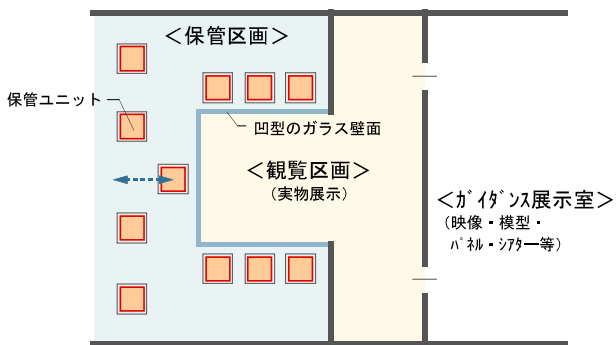 ＜保管区画＞
保管ユニット
凹型のガラス壁面
＜観覧区画＞
（実物展示）
＜ｶﾞｲﾀﾞﾝｽ展示室＞
（映像・模型・
ﾊﾟﾈﾙ・ｼｱﾀｰ等）